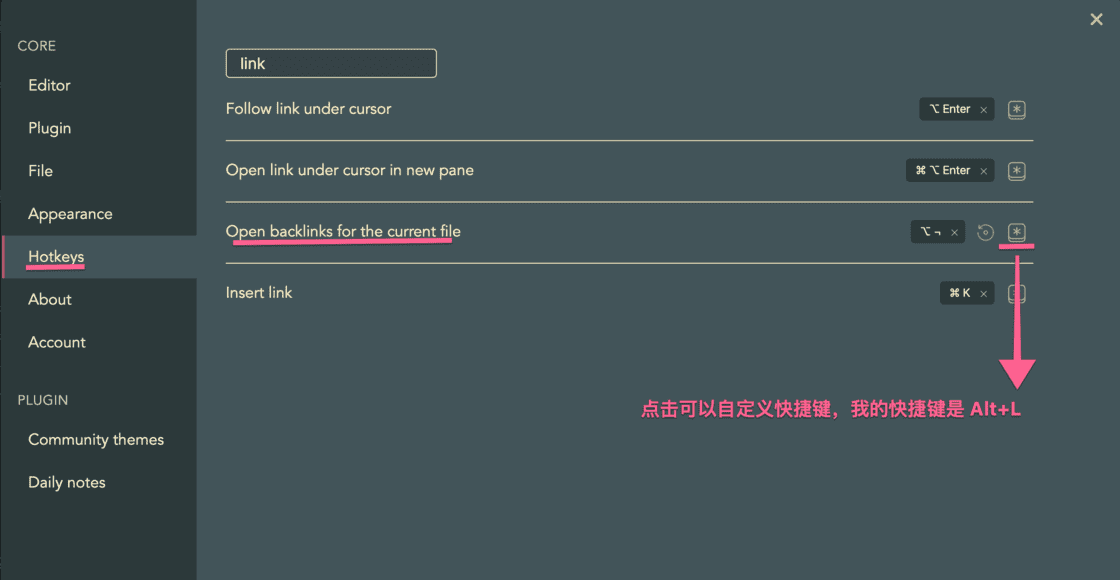 CORE
Editor
Plugin
File
Appearance
Hotkeys
About
Account
PLUGIN
Community themes
Daily notes
link
Follow link under cursor ⌥ Enter ×
Open link under cursor in new pane ⌘ ⌥ Enter ×
Open backlinks for the current file ⌥ ¬ ×
Insert link ⌘ K ×
点击可以自定义快捷键，我的快捷键是 Alt+L